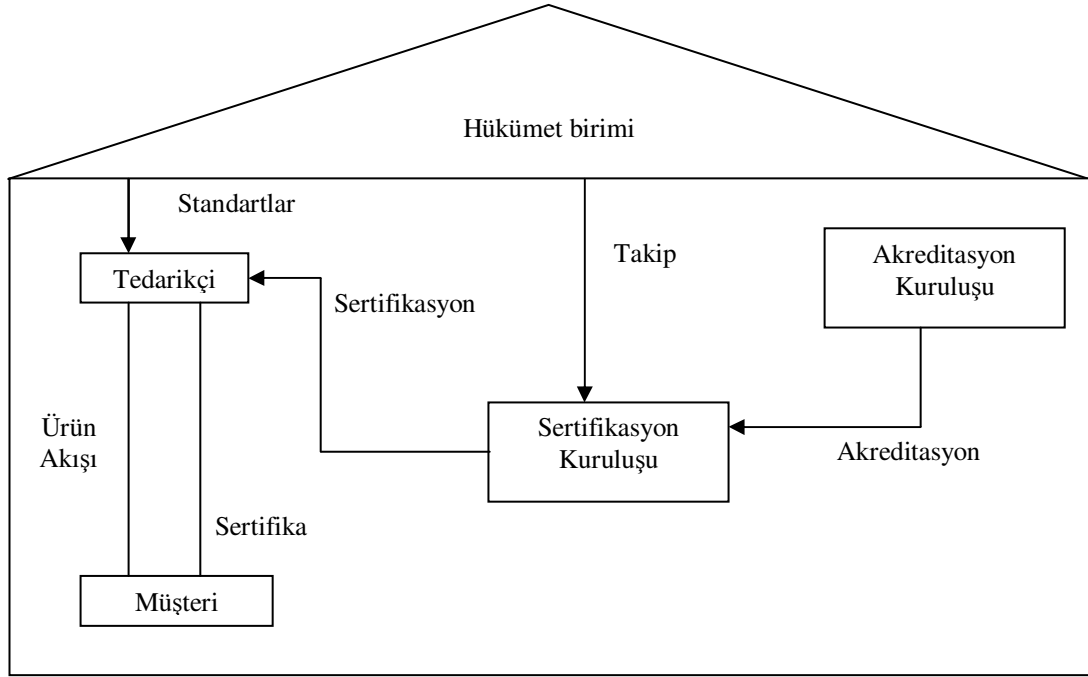 Hükümet birimi
Standartlar
Tedarikçi
Takip
Akreditasyon
Kuruluşu
Sertifikasyon
Ürün
Akışı
Sertifikasyon
Kuruluşu
Akreditasyon
Sertifika
Müşteri